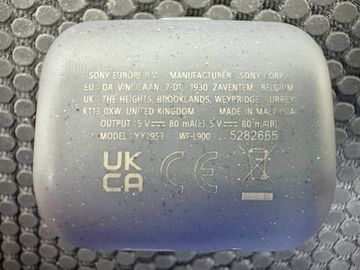 SONY EUROPE B.V. MANUFACTURER: SONY CORP.
EU: DA VINCILAAN, 7-D1, 1930 ZAVENTEM, BELGIUM
UK: THE HEIGHTS, BROOKLANDS, WEYBRIDGE, SURREY
KT13 0XW, UNITED KINGDOM MADE IN MALAYSIA
OUTPUT: 5 V⎓ 80 mA(L), 5 V⎓ 80 mA(R)
MODEL: YY2953 WF-L900 5282665
UK
CA
CE